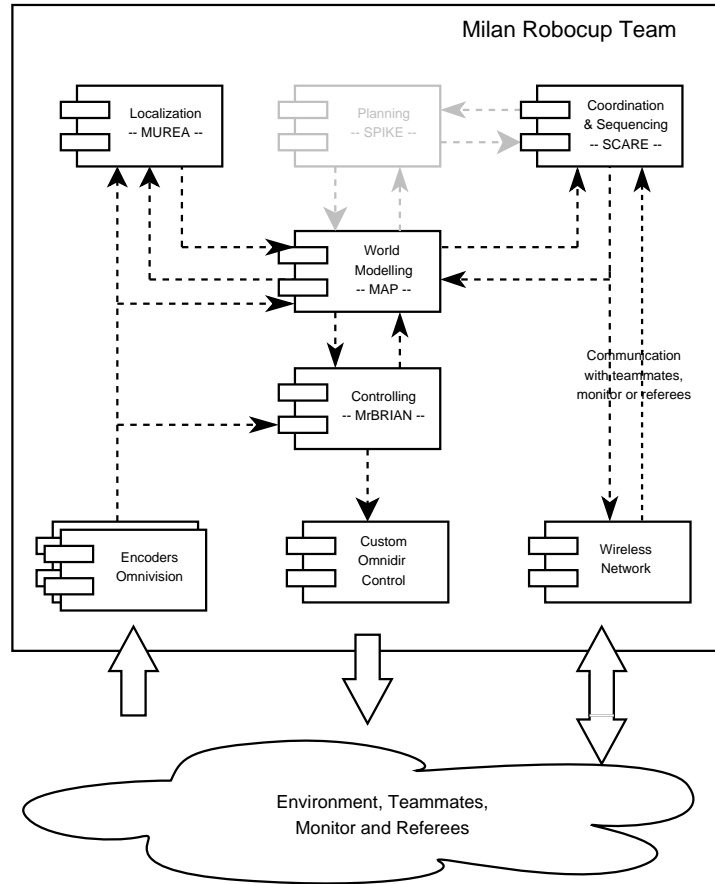 Milan Robocup Team
Localization
-- MUREA --
Planning
-- SPIKE --
Coordination
& Sequencing
-- SCARE --
World
Modelling
-- MAP --
Communication
with teammates,
monitor or referees
Controlling
-- MrBRIAN --
Encoders
Omnivision
Custom
Omnidir
Control
Wireless
Network
Environment, Teammates,
Monitor and Referees